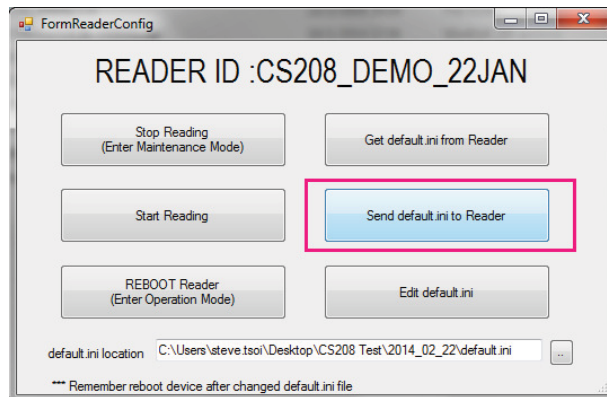 FormReaderConfig
READER ID :CS208_DEMO_22JAN
Stop Reading
(Enter Maintenance Mode)
Get default.ini from Reader
Start Reading
Send default.ini to Reader
REBOOT Reader
(Enter Operation Mode)
Edit default.ini
default.ini location C:\Users\steve.tsoi\Desktop\CS208 Test\2014_02_22\default.ini ..
*** Remember reboot device after changed default.ini file